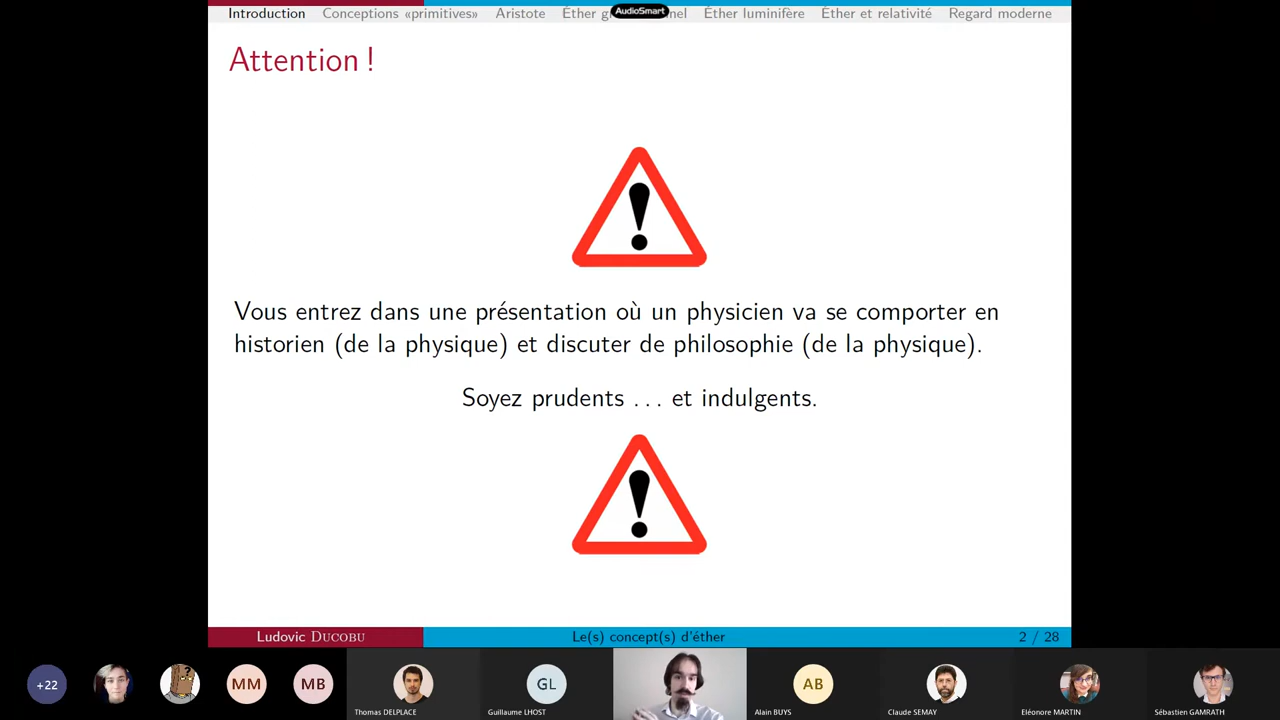 Introduction Conceptions «primitives» Aristote Éther g nel Éther luminifère Éther et relativité Regard moderne
AudioSmart
Attention !
Vous entrez dans une présentation où un physicien va se comporter en
historien (de la physique) et discuter de philosophie (de la physique).
Soyez prudents ... et indulgents.
Ludovic DUCOBU Le(s) concept(s) d'éther 2 / 28
+22 MM MB GL AB
Thomas DELPLACE Guillaume LHOST Alain BUYS Claude SEMAY Eléonore MARTIN Sébastien GAMRATH